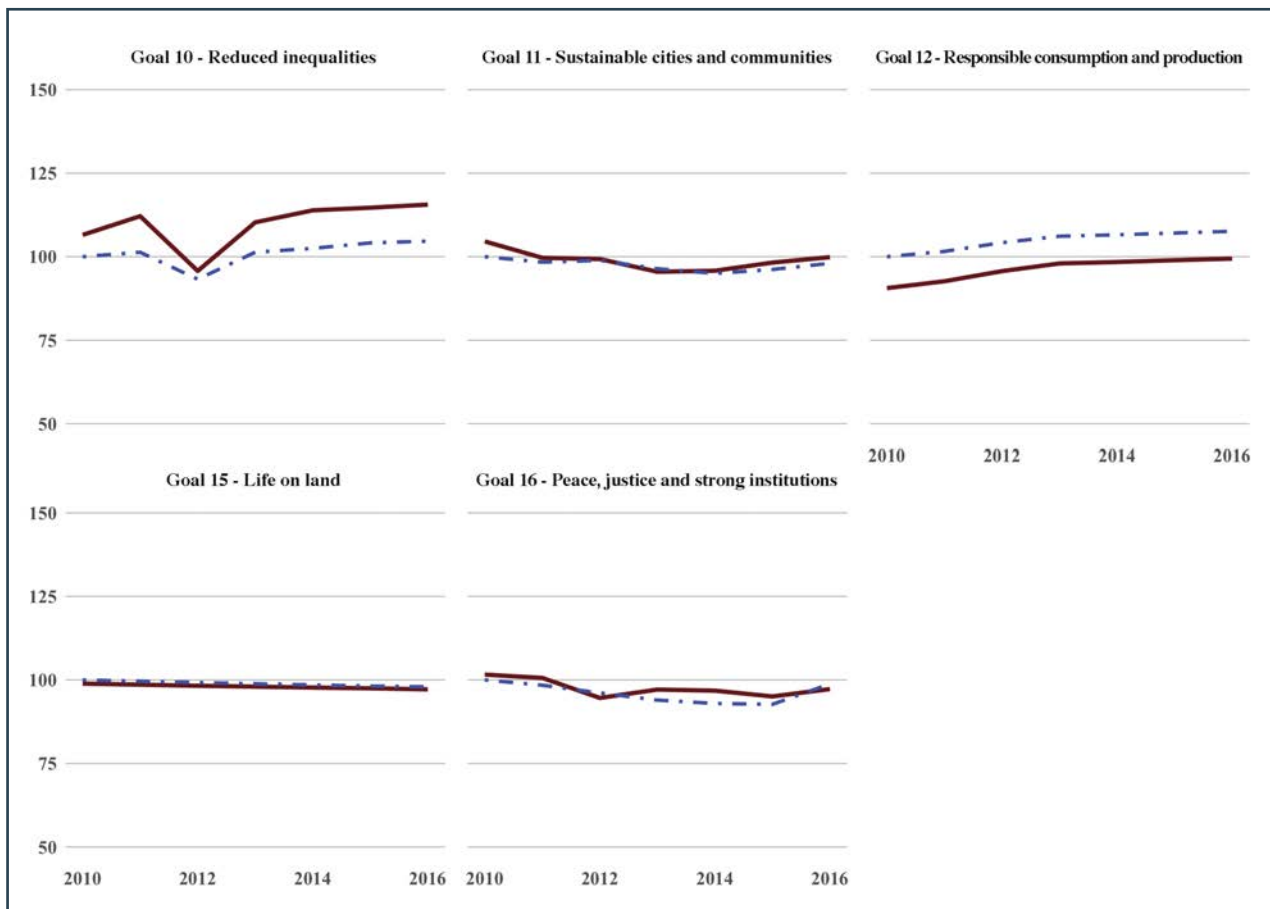 Goal 10 - Reduced inequalities
Goal 11 - Sustainable cities and communities
Goal 12 - Responsible consumption and production
150
125
100
75
50
2010 2012 2014 2016
Goal 15 - Life on land
Goal 16 - Peace, justice and strong institutions
150
125
100
75
50
2010 2012 2014 2016
2010 2012 2014 2016